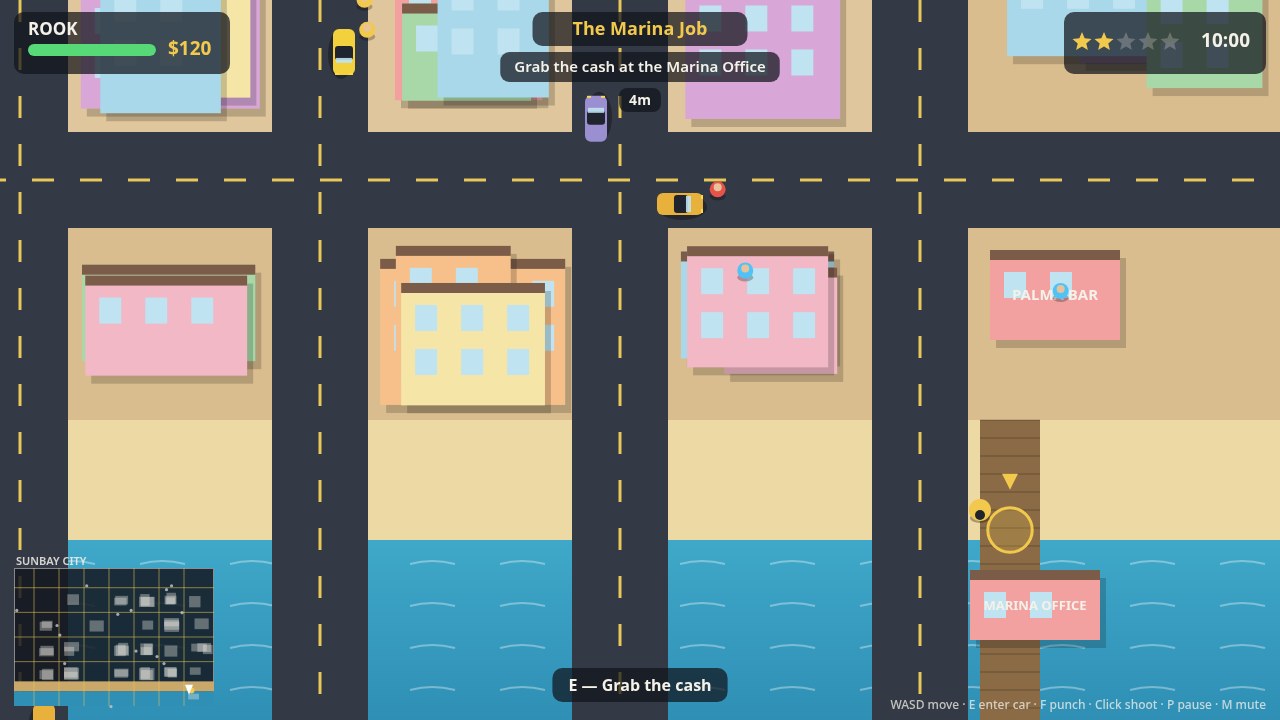 ROOK
$120
The Marina Job
Grab the cash at the Marina Office
4m
10:00
PALMA BAR
MARINA OFFICE
SUNBAY CITY
E — Grab the cash
WASD move · E enter car · F punch · Click shoot · P pause · M mute